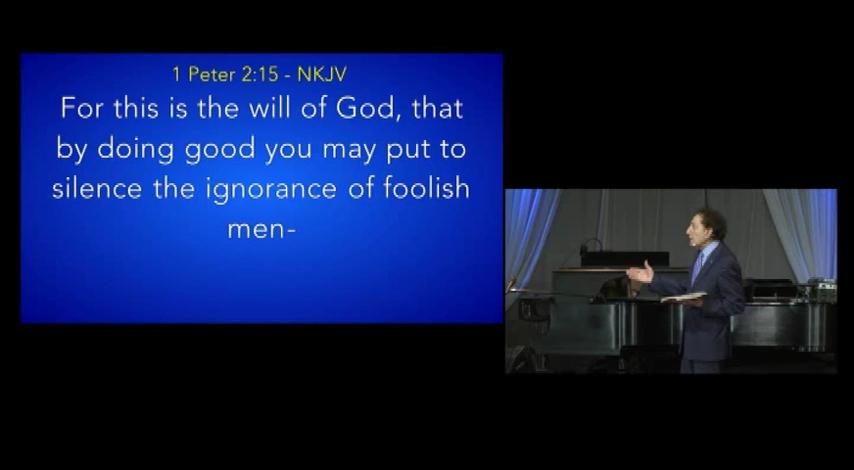 1 Peter 2:15 - NKJV
For this is the will of God, that
by doing good you may put to
silence the ignorance of foolish
men-